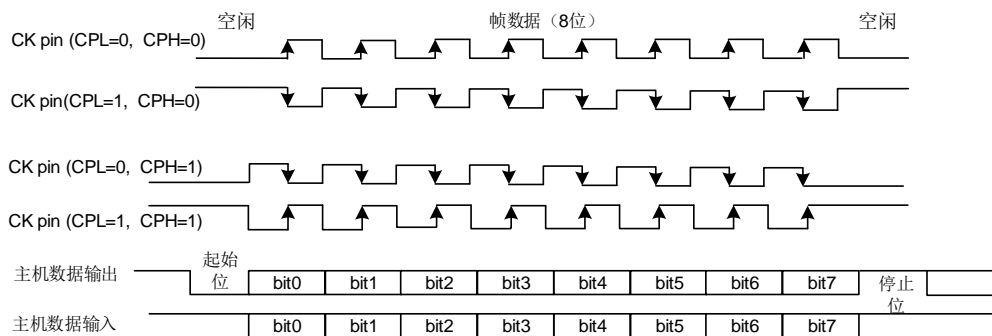 空闲 帧数据（8位） 空闲
CK pin (CPL=0, CPH=0)
CK pin(CPL=1, CPH=0)
CK pin (CPL=0, CPH=1)
CK pin (CPL=1, CPH=1)
主机数据输出 起始位 bit0 bit1 bit2 bit3 bit4 bit5 bit6 bit7 停止位
主机数据输入 bit0 bit1 bit2 bit3 bit4 bit5 bit6 bit7